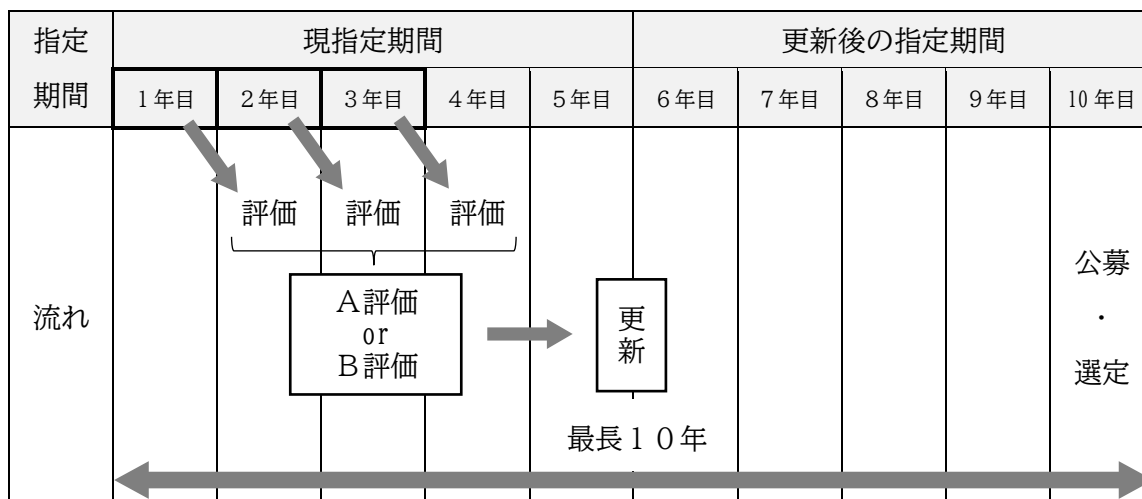 指定期間
現指定期間
更新後の指定期間
1年目
2年目
3年目
4年目
5年目
6年目
7年目
8年目
9年目
10年目
流れ
評価
評価
評価
A評価
or
B評価
更新
公募
・
選定
最長10年